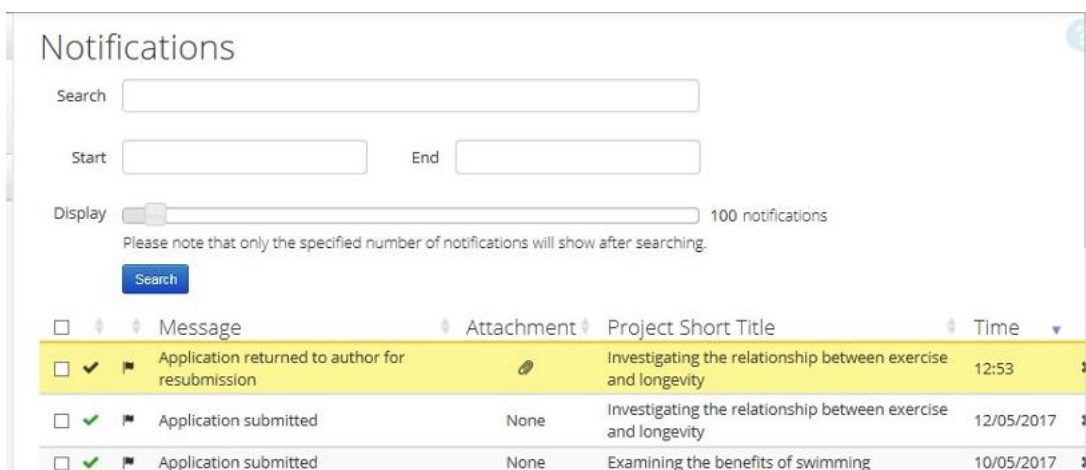 Notifications
Search
Start
End
Display
100 notifications
Please note that only the specified number of notifications will show after searching.
Search
Message Attachment Project Short Title Time
Application returned to author for
resubmission
Investigating the relationship between exercise
and longevity
12:53
Application submitted
None
Investigating the relationship between exercise
and longevity
12/05/2017
Application submitted
None
Examining the benefits of swimming
10/05/2017